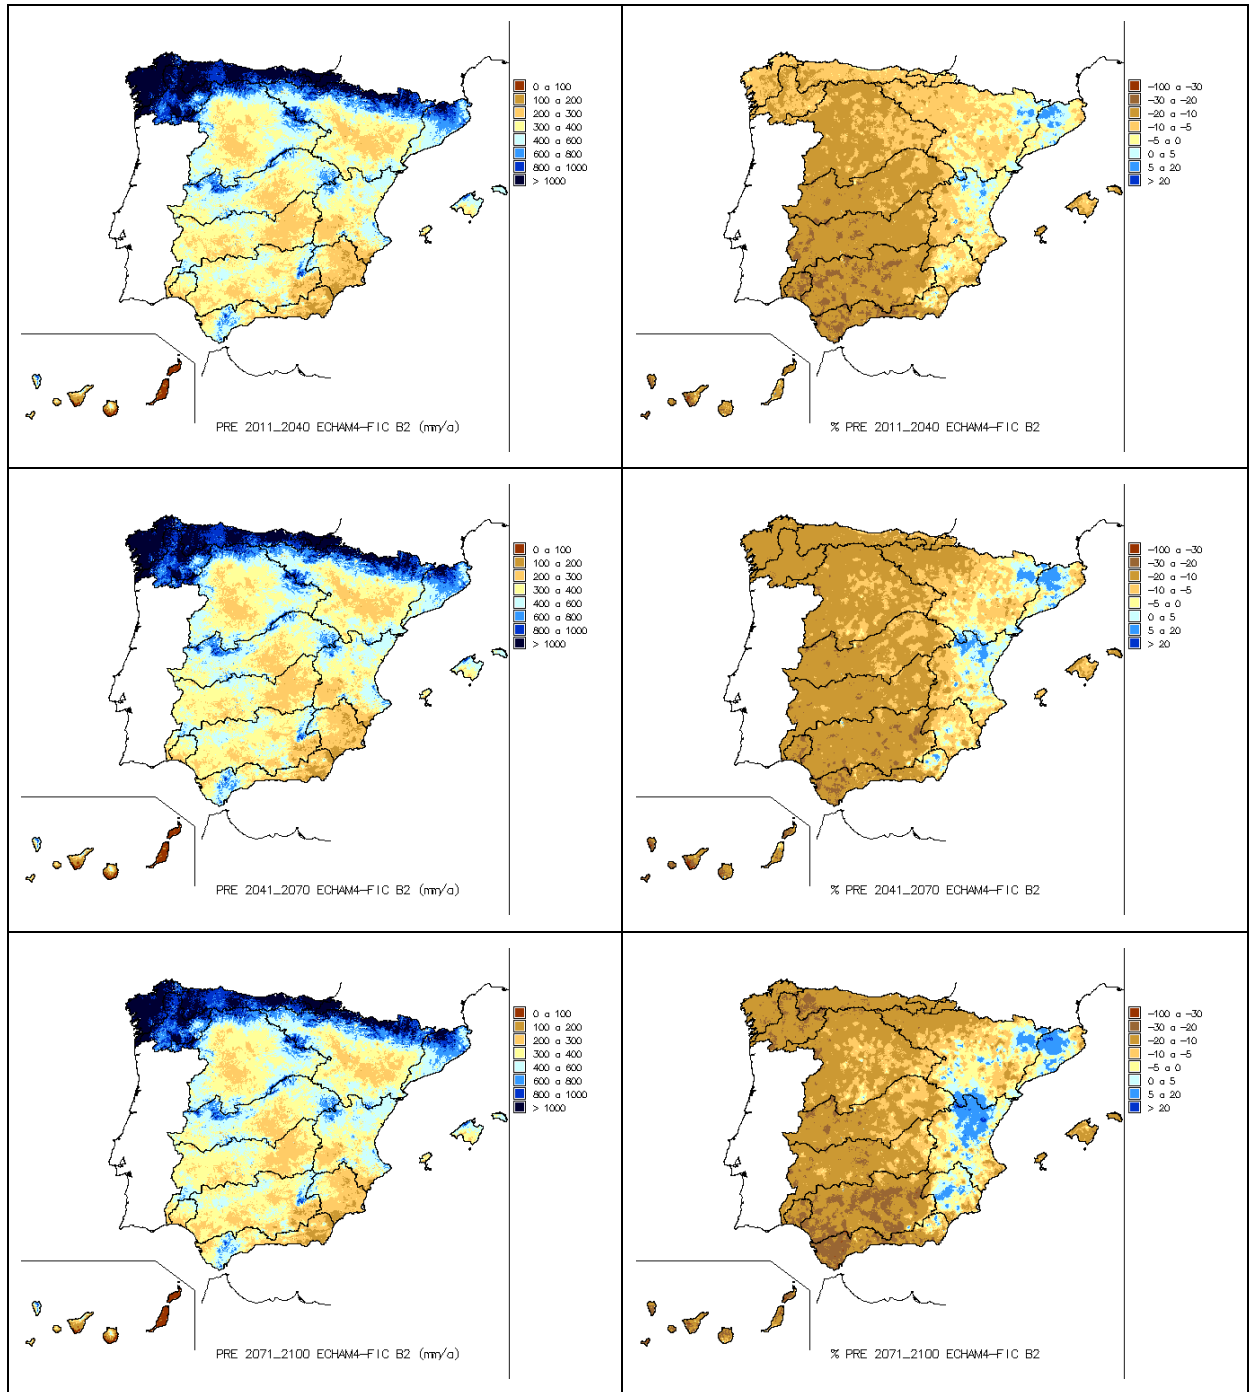 0 a 100
100 a 200
200 a 300
300 a 400
400 a 600
600 a 800
800 a 1000
> 1000
PRE 2011_2040 ECHAM4-FIC B2 (mm/a)
-100 a -30
-30 a -20
-20 a -10
-10 a -5
-5 a 0
0 a 5
5 a 20
> 20
% PRE 2011_2040 ECHAM4-FIC B2
0 a 100
100 a 200
200 a 300
300 a 400
400 a 600
600 a 800
800 a 1000
> 1000
PRE 2041_2070 ECHAM4-FIC B2 (mm/a)
-100 a -30
-30 a -20
-20 a -10
-10 a -5
-5 a 0
0 a 5
5 a 20
> 20
% PRE 2041_2070 ECHAM4-FIC B2
0 a 100
100 a 200
200 a 300
300 a 400
400 a 600
600 a 800
800 a 1000
> 1000
PRE 2071_2100 ECHAM4-FIC B2 (mm/a)
-100 a -30
-30 a -20
-20 a -10
-10 a -5
-5 a 0
0 a 5
5 a 20
> 20
% PRE 2071_2100 ECHAM4-FIC B2